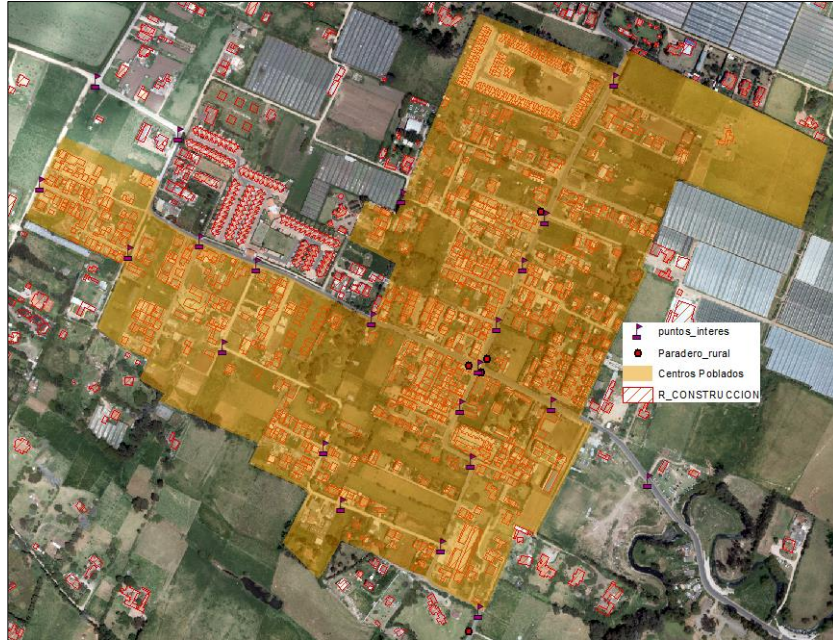 puntos_interes
Paradero_rural
Centros Poblados
R_CONSTRUCCION